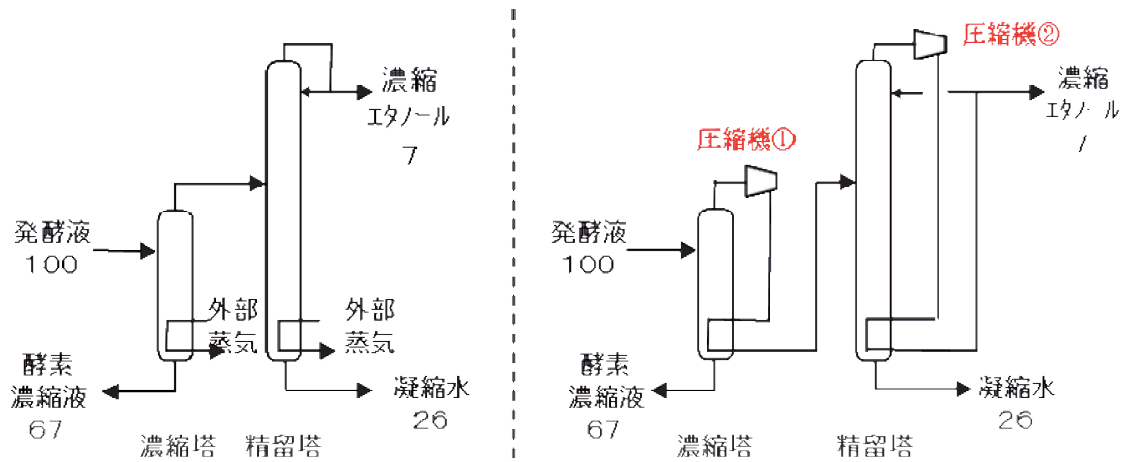 濃縮
エタノール
7
発酵液
100
外部
蒸気
外部
蒸気
酵素
濃縮液
67
凝縮水
26
濃縮塔
精留塔
圧縮機②
濃縮
エタノール
圧縮機①
発酵液
100
酵素
濃縮液
67
凝縮水
26
濃縮塔
精留塔